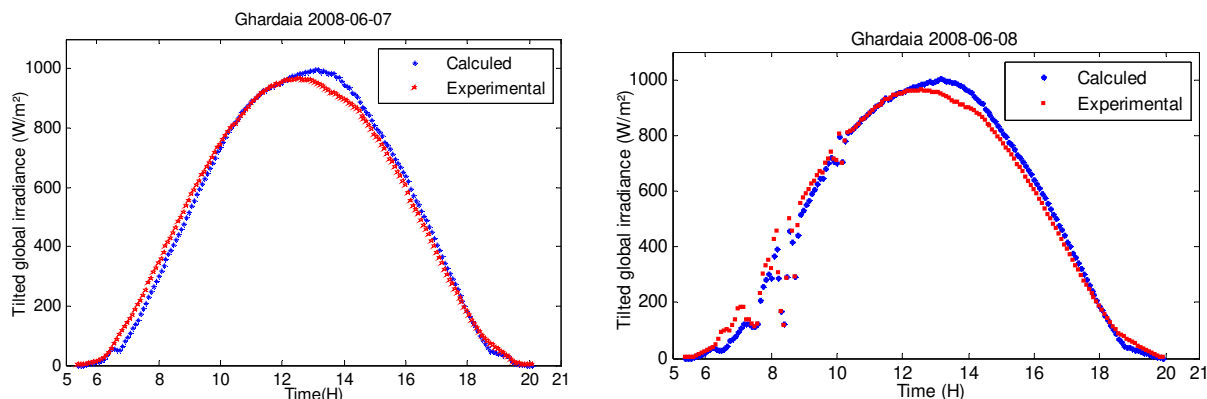 Ghardaia 2008-06-07
Tilted global irradiance (W/m²)
1000
800
600
400
200
0
Calculed
Experimental
5 6 8 10 12 14 16 18 20 21
Time(H)
Ghardaia 2008-06-08
Tilted global irradiance (W/m²)
1000
800
600
400
200
0
Calculed
Experimental
5 6 8 10 12 14 16 18 20 21
Time (H)